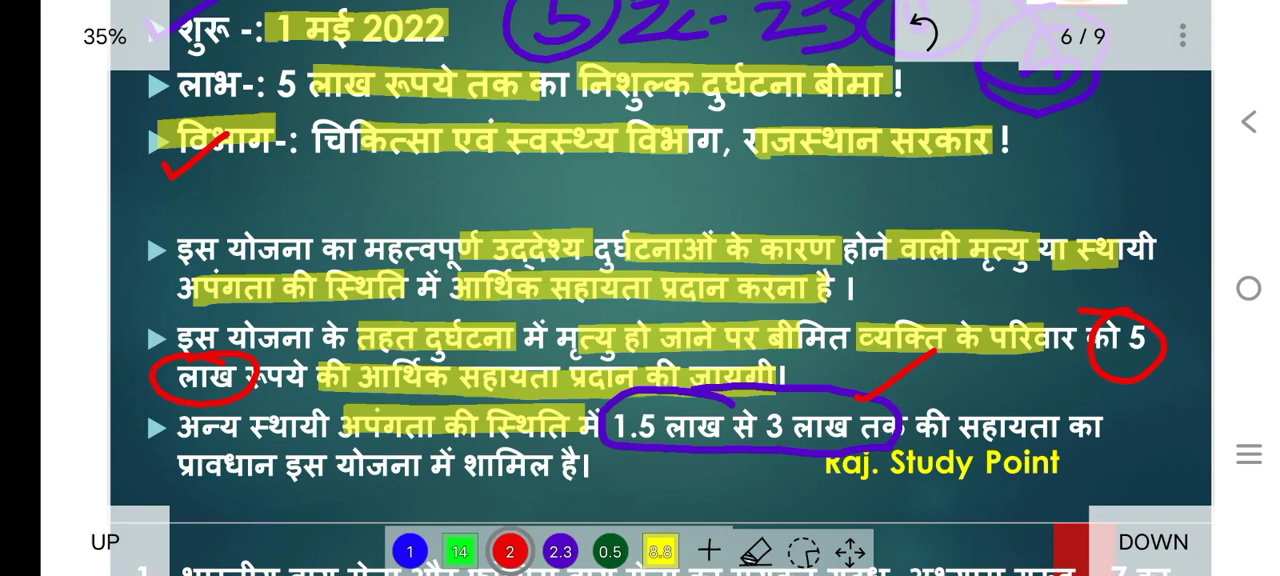 35%
शुरू -: 1 मई 2022
5 22-23
6 / 9
लाभ-: 5 लाख रूपये तक का निशुल्क दुर्घटना बीमा !
विभाग-: चिकित्सा एवं स्वस्थ्य विभाग, राजस्थान सरकार !
इस योजना का महत्वपूर्ण उद्देश्य दुर्घटनाओं के कारण होने वाली मृत्यु या स्थायी
अपंगता की स्थिति में आर्थिक सहायता प्रदान करना है ।
इस योजना के तहत दुर्घटना में मृत्यु हो जाने पर बीमित व्यक्ति के परिवार को 5
लाख रूपये की आर्थिक सहायता प्रदान की जायगी।
अन्य स्थायी अपंगता की स्थिति में 1.5 लाख से 3 लाख तक की सहायता का
प्रावधान इस योजना में शामिल है।
Raj. Study Point
UP
1 14 2 2.3 0.5 8.8
DOWN